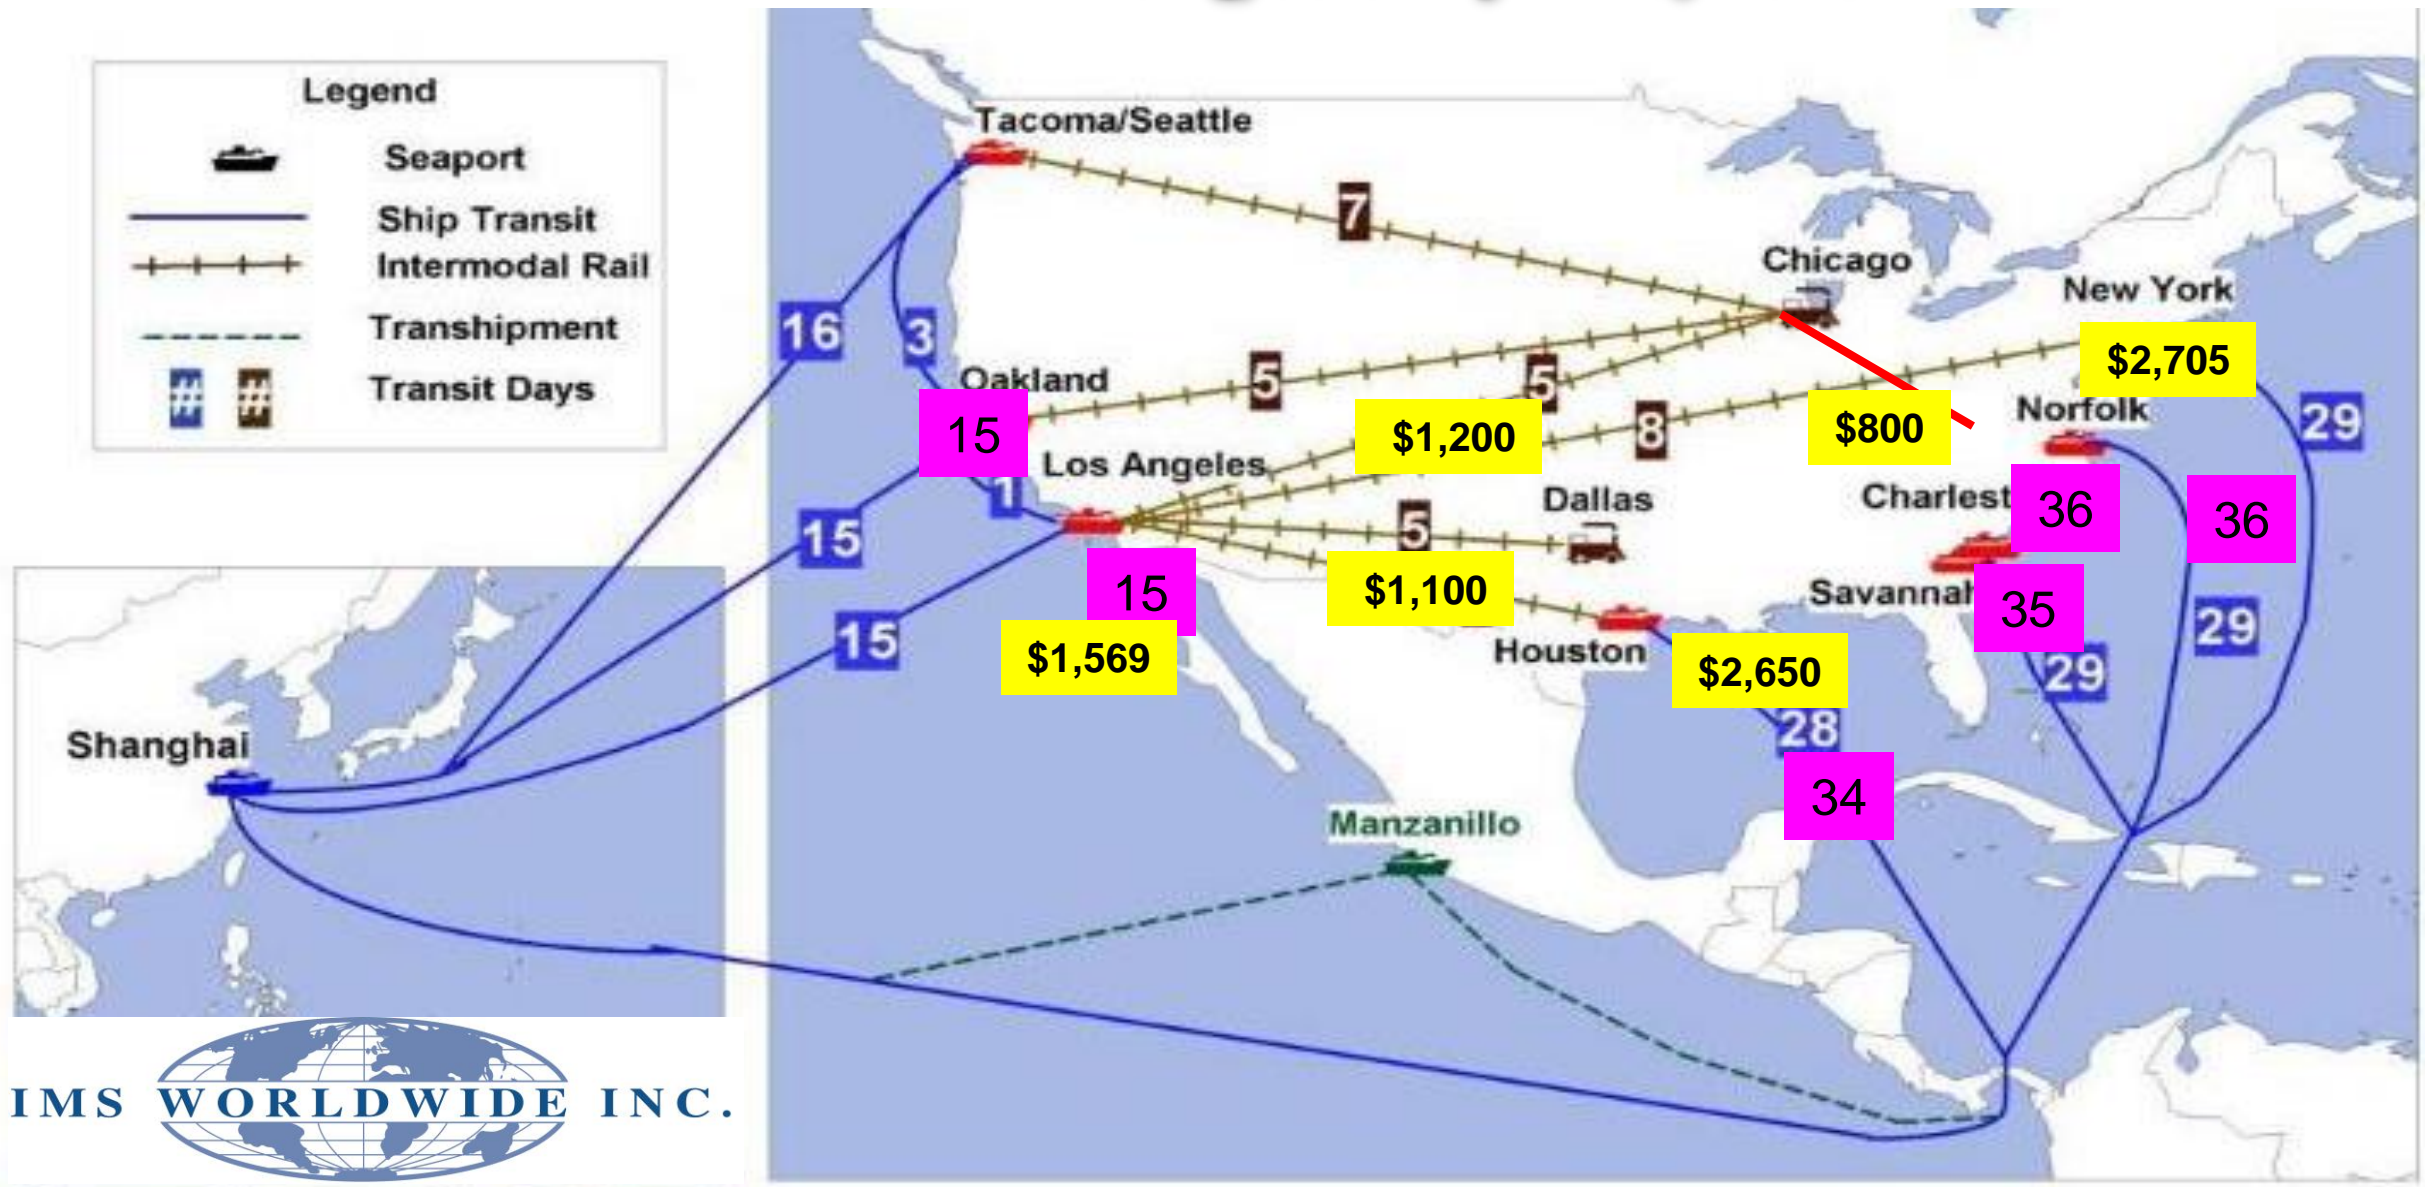 Legend
Seaport
Ship Transit
Intermodal Rail
Transhipment
Transit Days
Tacoma/Seattle
7
Chicago
New York
16
3
$2,705
Oakland
5
5
15
$1,200
8
$800
Norfolk
29
Los Angeles
1
Dallas
Charlest
36
36
15
5
15
$1,100
Savannah
35
29
15
$1,569
Houston
$2,650
29
28
Shanghai
34
Manzanillo
IMS WORLDWIDE INC.